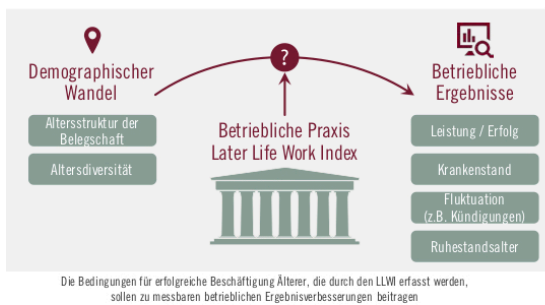 ?
Demographischer
Wandel
Altersstruktur der
Belegschaft
Altersdiversität
Betriebliche Praxis
Later Life Work Index
Betriebliche
Ergebnisse
Leistung / Erfolg
Krankenstand
Fluktuation
(z.B. Kündigungen)
Ruhestandsalter
Die Bedingungen für erfolgreiche Beschäftigung Älterer, die durch den LLWI erfasst werden,
sollen zu messbaren betrieblichen Ergebnisverbesserungen beitragen